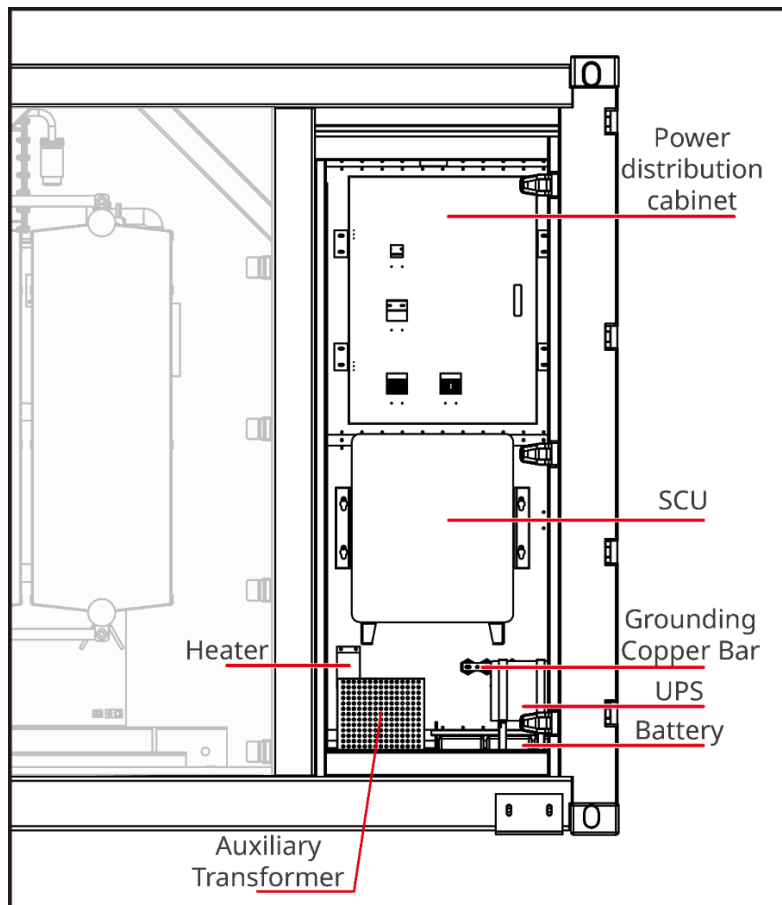 Power
distribution
cabinet
SCU
Grounding
Copper Bar
Heater
UPS
Battery
Auxiliary
Transformer